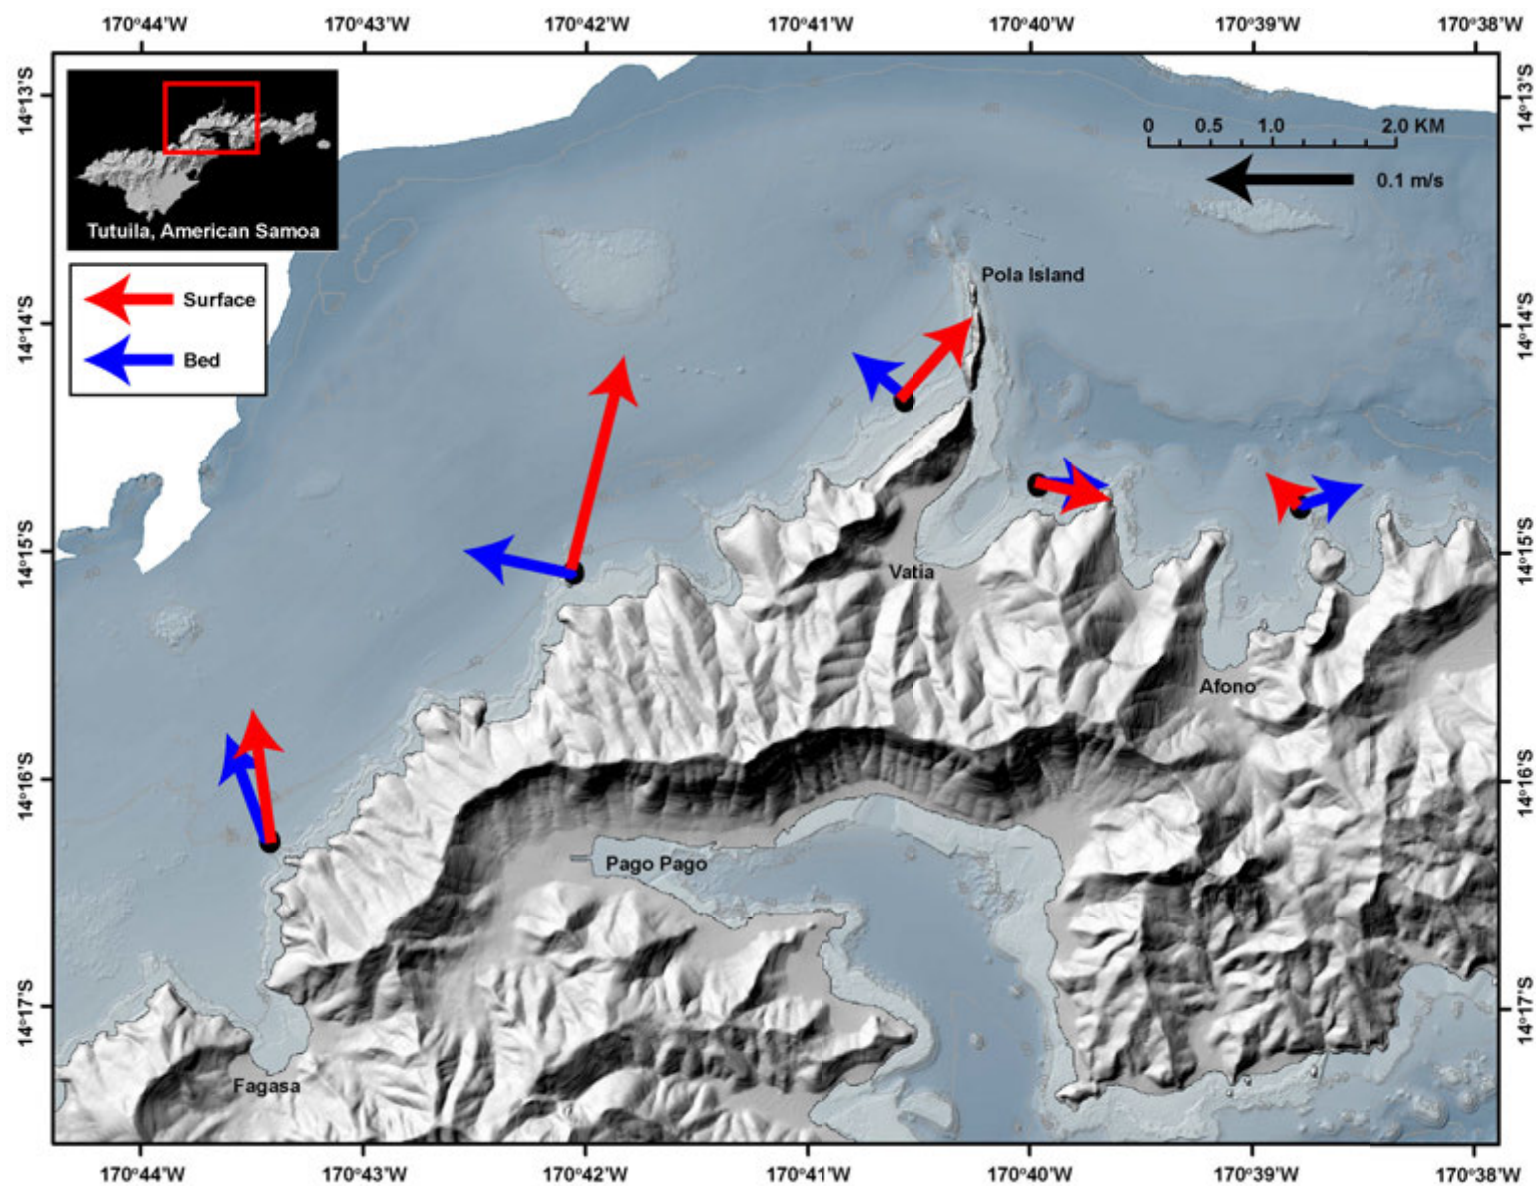 170°44'W 170°43'W 170°42'W 170°41'W 170°40'W 170°39'W 170°38'W
14°13'S 14°13'S
0 0.5 1.0 2.0 KM
0.1 m/s
Tutuila, American Samoa
Pola Island
Surface
14°14'S 14°14'S
Bed
14°15'S 14°15'S
Vatia
Afono
14°16'S 14°16'S
Pago Pago
14°17'S 14°17'S
Fagasa
170°44'W 170°43'W 170°42'W 170°41'W 170°40'W 170°39'W 170°38'W